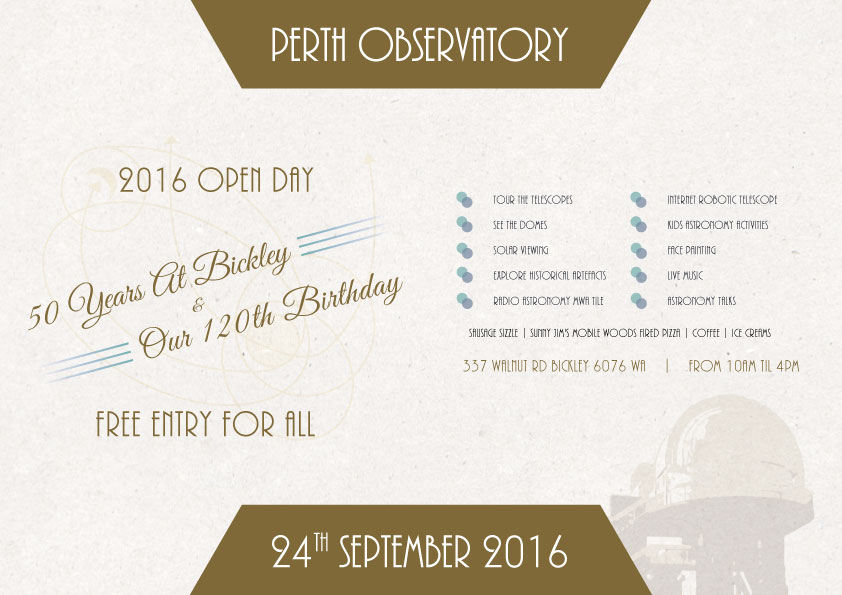 PERTH OBSERVATORY
2016 OPEN DAY
50 Years At Bickley
&
Our 120th Birthday
FREE ENTRY FOR ALL
TOUR THE TELESCOPES
SEE THE DOMES
SOLAR VIEWING
EXPLORE HISTORICAL ARTEFACTS
RADIO ASTRONOMY MWA TILE
INTERNET ROBOTIC TELESCOPE
KIDS ASTRONOMY ACTIVITIES
FACE PAINTING
LIVE MUSIC
ASTRONOMY TALKS
SAUSAGE SIZZLE | SUNNY JIM'S MOBILE WOODS FIRED PIZZA | COFFEE | ICE CREAMS
337 WALNUT RD BICKLEY 6076 WA | FROM 10AM TIL 4PM
24TH SEPTEMBER 2016